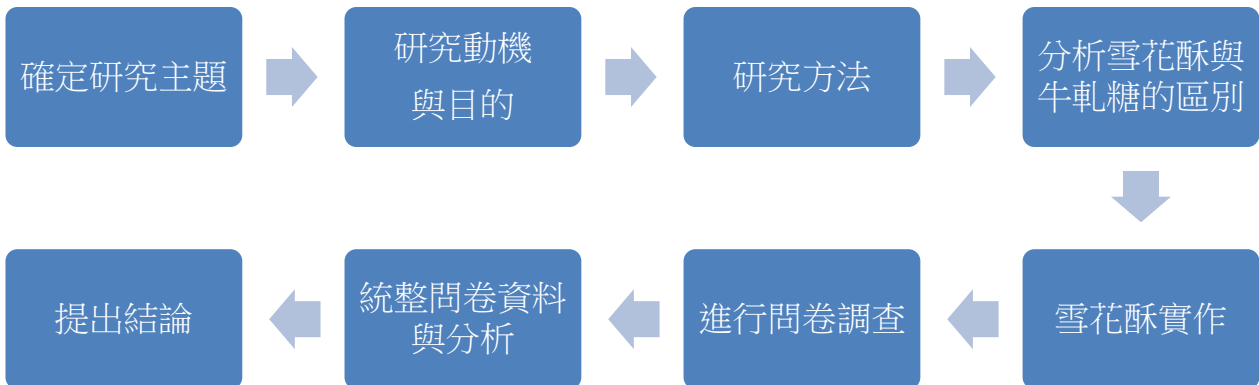 確定研究主題
研究動機
與目的
研究方法
分析雪花酥與
牛軋糖的區別
雪花酥實作
進行問卷調查
統整問卷資料
與分析
提出結論